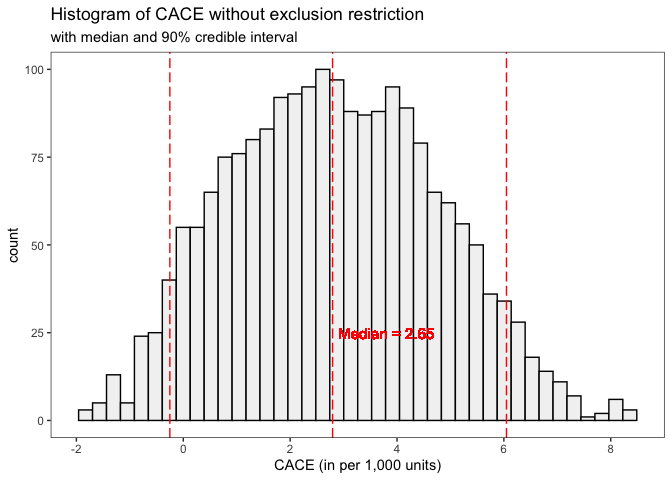 Histogram of CACE without exclusion restriction
with median and 90% credible interval
100
75
50
25
0
count
Median = 2.65
-2 0 2 4 6 8
CACE (in per 1,000 units)